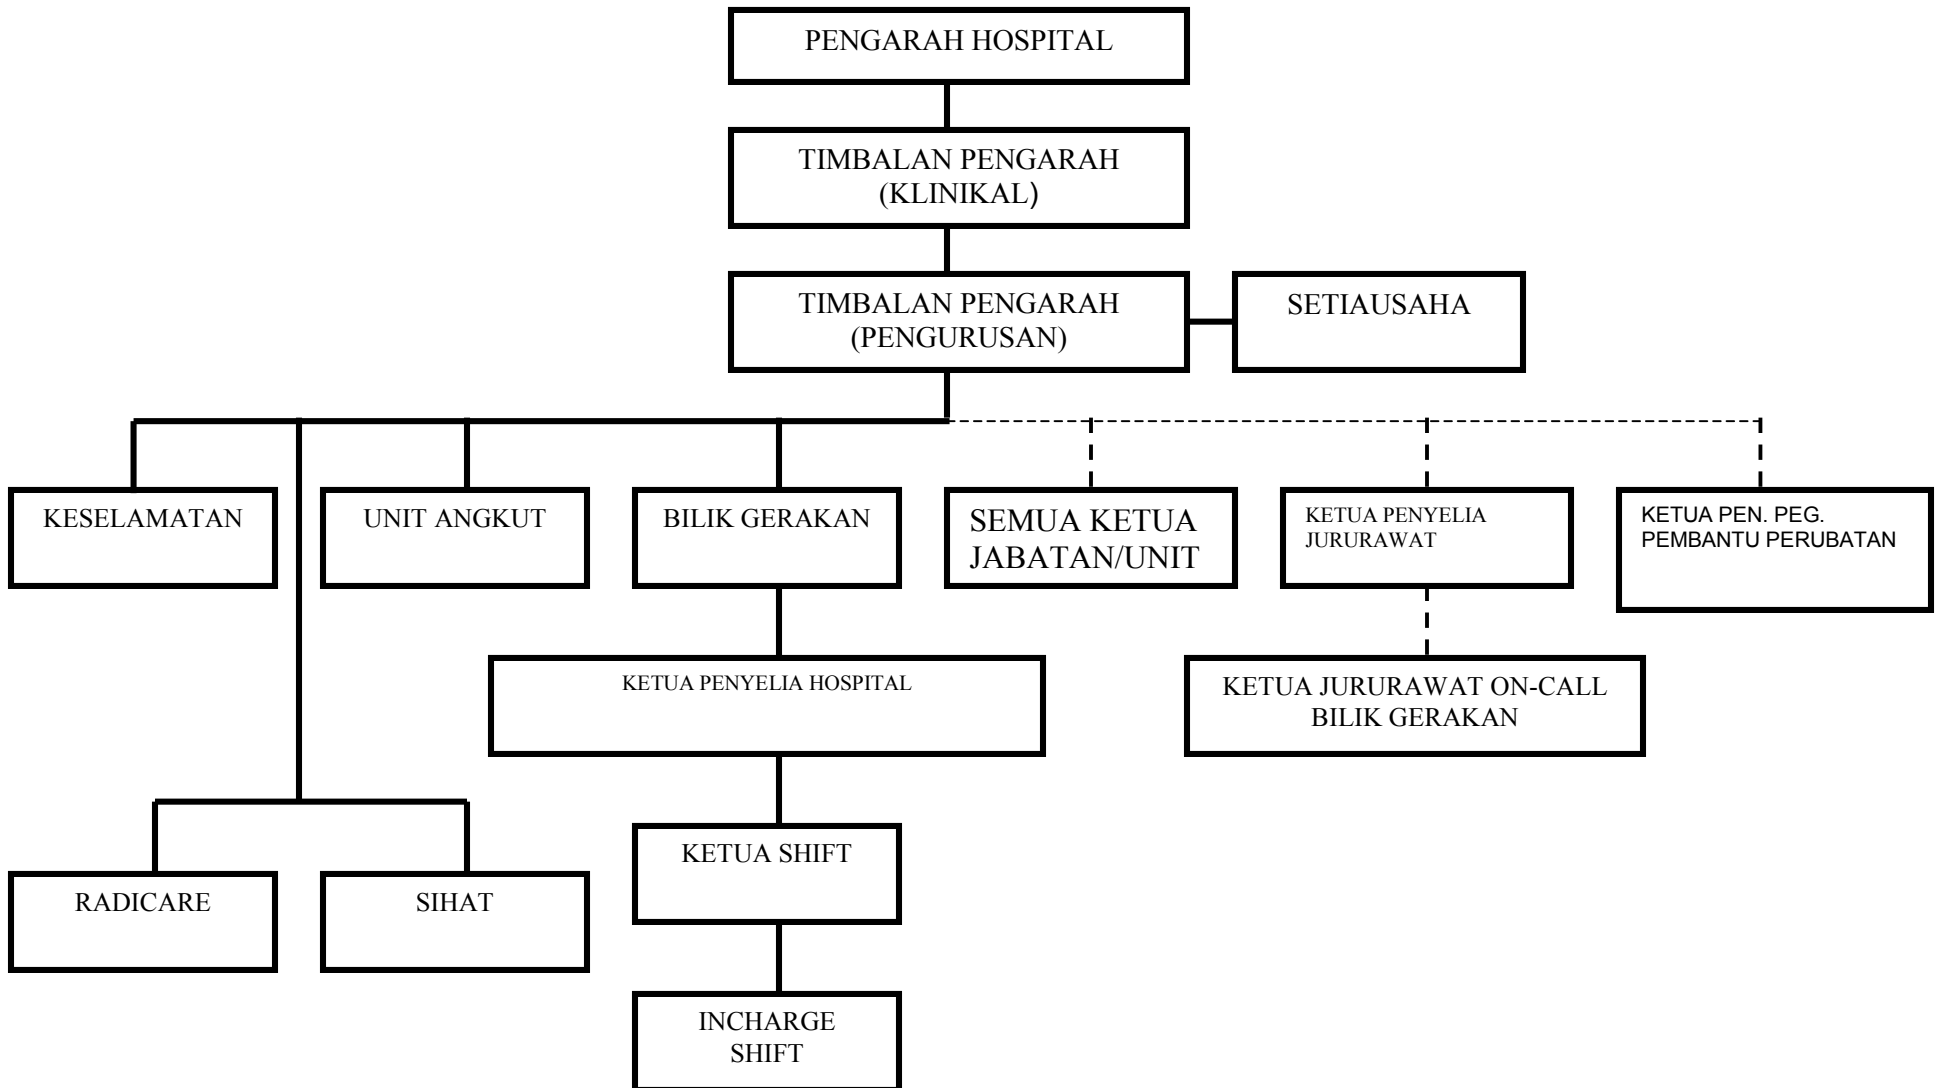 PENGARAH HOSPITAL
TIMBALAN PENGARAH
(KLINIKAL)
TIMBALAN PENGARAH
(PENGURUSAN)
SETIAUSAHA
KESELAMATAN
UNIT ANGKUT
BILIK GERAKAN
SEMUA KETUA
JABATAN/UNIT
KETUA PENYELIA
JURURAWAT
KETUA PEN. PEG.
PEMBANTU PERUBATAN
KETUA PENYELIA HOSPITAL
KETUA JURURAWAT ON-CALL
BILIK GERAKAN
KETUA SHIFT
RADICARE
SIHAT
INCHARGE
SHIFT